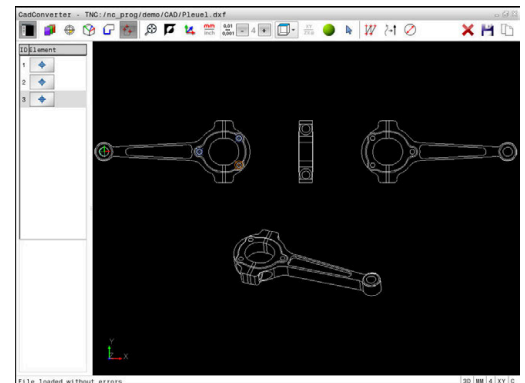 CadConverter - TNC:/nc_prog/demo/CAD/Pleuel.dxf
mm inch 0,01 0,001 - 4 +
ID Element
1
2
3
Y
Z X
File loaded without errors
3D MM 4 XY C